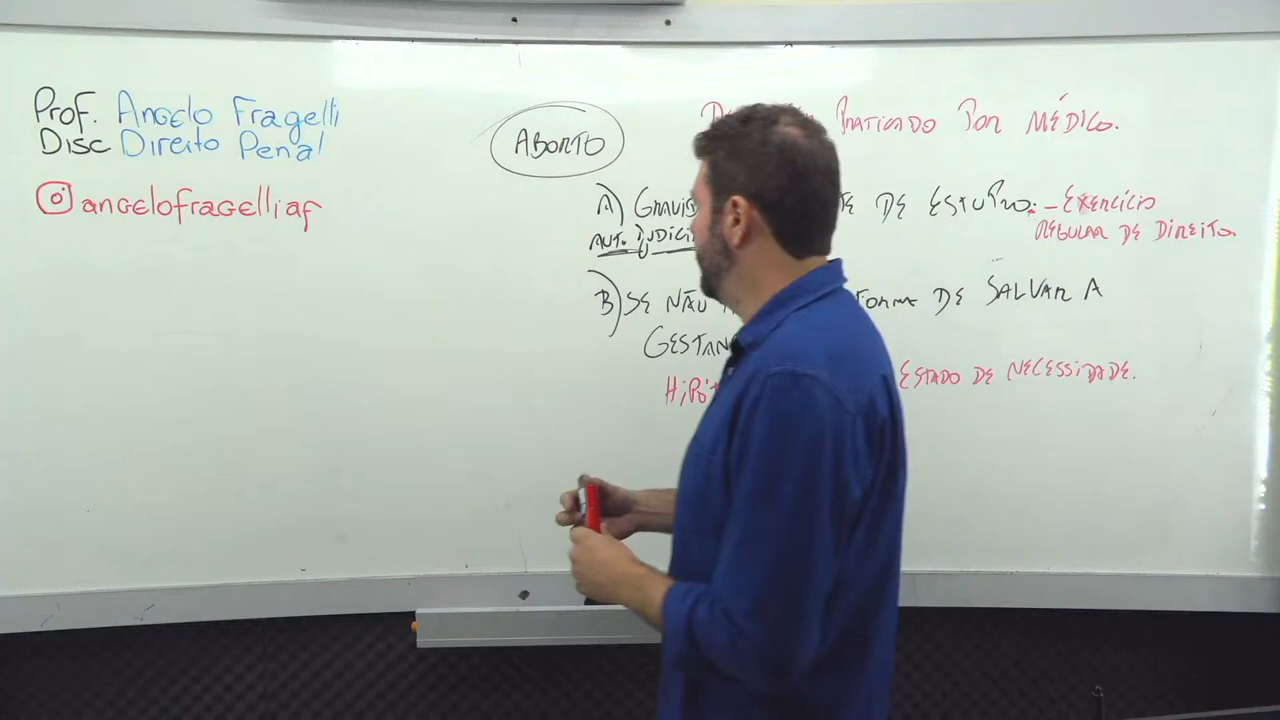 Prof. Angelo Fragelli
Disc Direito Penal
angelofragelliaf
ABORTO
PRATICADO POR MÉDICO.
A) DE ESTUPRO. - EXERCÍCIO
REGULAR DE DIREITO.
AUT. JUDICI
B) SE NÃO FORMA DE SALVAR A
GESTAN
HIPÓT ESTADO DE NECESSIDADE.